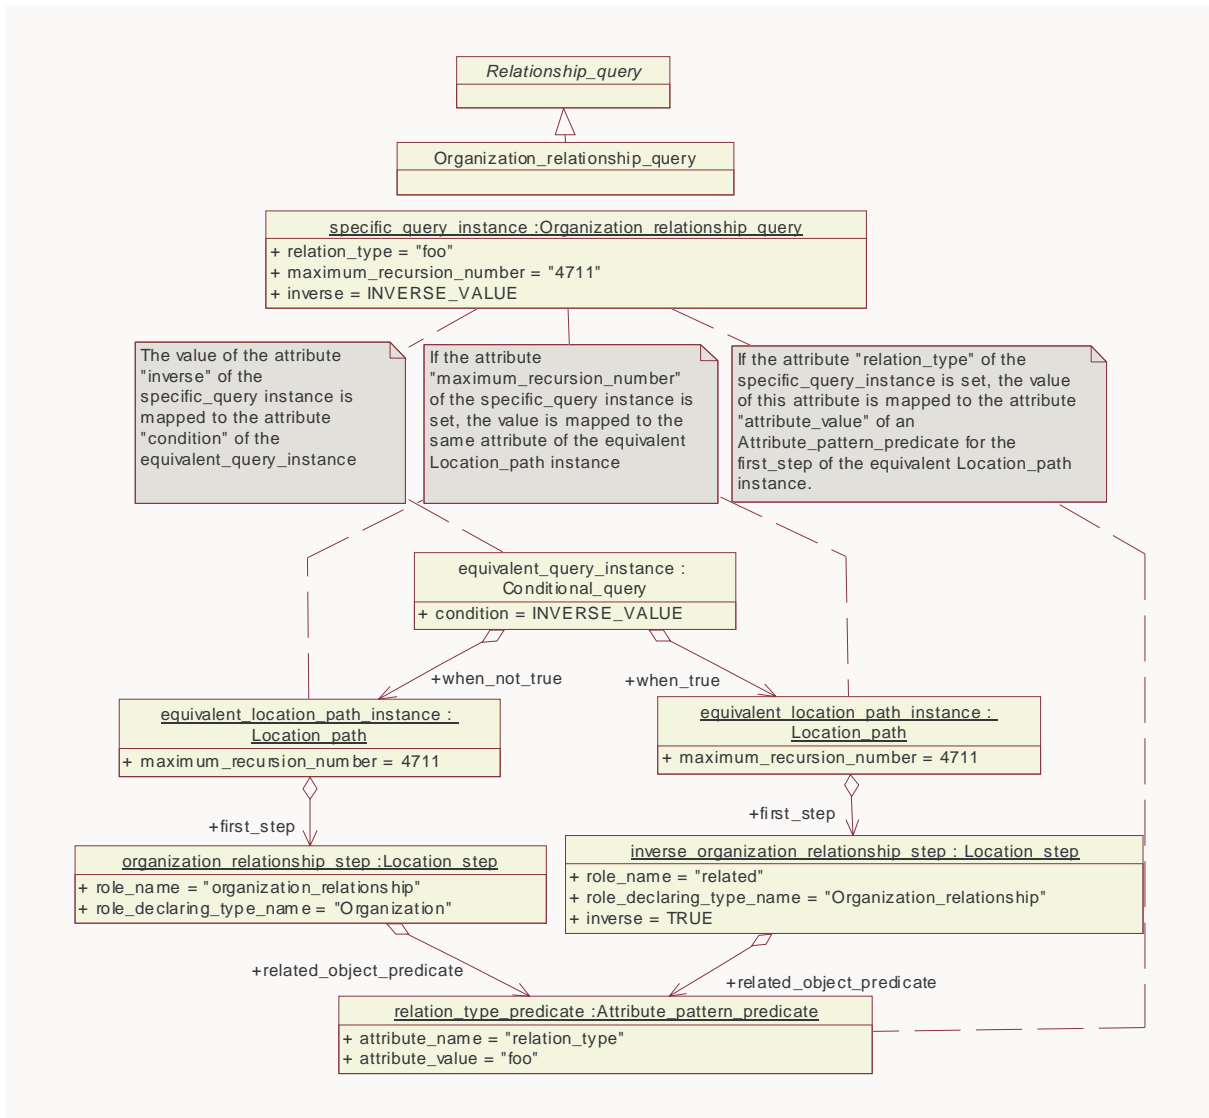 Relationship_query
Organization_relationship_query
specific_query_instance :Organization_relationship_query
+ relation_type = "foo"
+ maximum_recursion_number = "4711"
+ inverse = INVERSE_VALUE
The value of the attribute
"inverse" of the
specific_query instance is
mapped to the attribute
"condition" of the
equivalent_query_instance
If the attribute
"maximum_recursion_number"
of the specific_query instance is
set, the value is mapped to the
same attribute of the equivalent
Location_path instance
If the attribute "relation_type" of the
specific_query_instance is set, the value
of this attribute is mapped to the attribute
"attribute_value" of an
Attribute_pattern_predicate for the
first_step of the equivalent Location_path
instance.
equivalent_query_instance :
Conditional_query
+ condition = INVERSE_VALUE
+when_not_true
+when_true
equivalent_location_path_instance :
Location_path
+ maximum_recursion_number = 4711
equivalent_location_path_instance :
Location_path
+ maximum_recursion_number = 4711
+first_step
+first_step
organization_relationship_step :Location_step
+ role_name = "organization_relationship"
+ role_declaring_type_name = "Organization"
inverse_organization_relationship_step : Location_step
+ role_name = "related"
+ role_declaring_type_name = "Organization_relationship"
+ inverse = TRUE
+related_object_predicate
+related_object_predicate
relation_type_predicate :Attribute_pattern_predicate
+ attribute_name = "relation_type"
+ attribute_value = "foo"